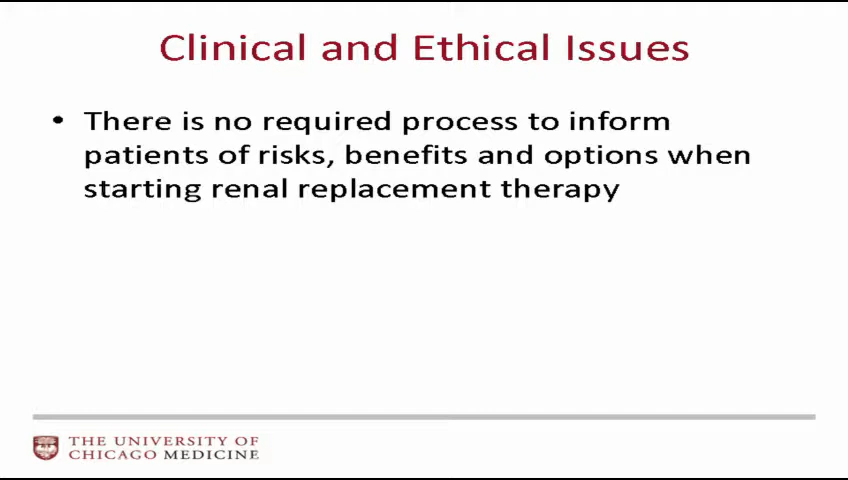 Clinical and Ethical Issues
• There is no required process to inform
patients of risks, benefits and options when
starting renal replacement therapy
THE UNIVERSITY OF
CHICAGO MEDICINE